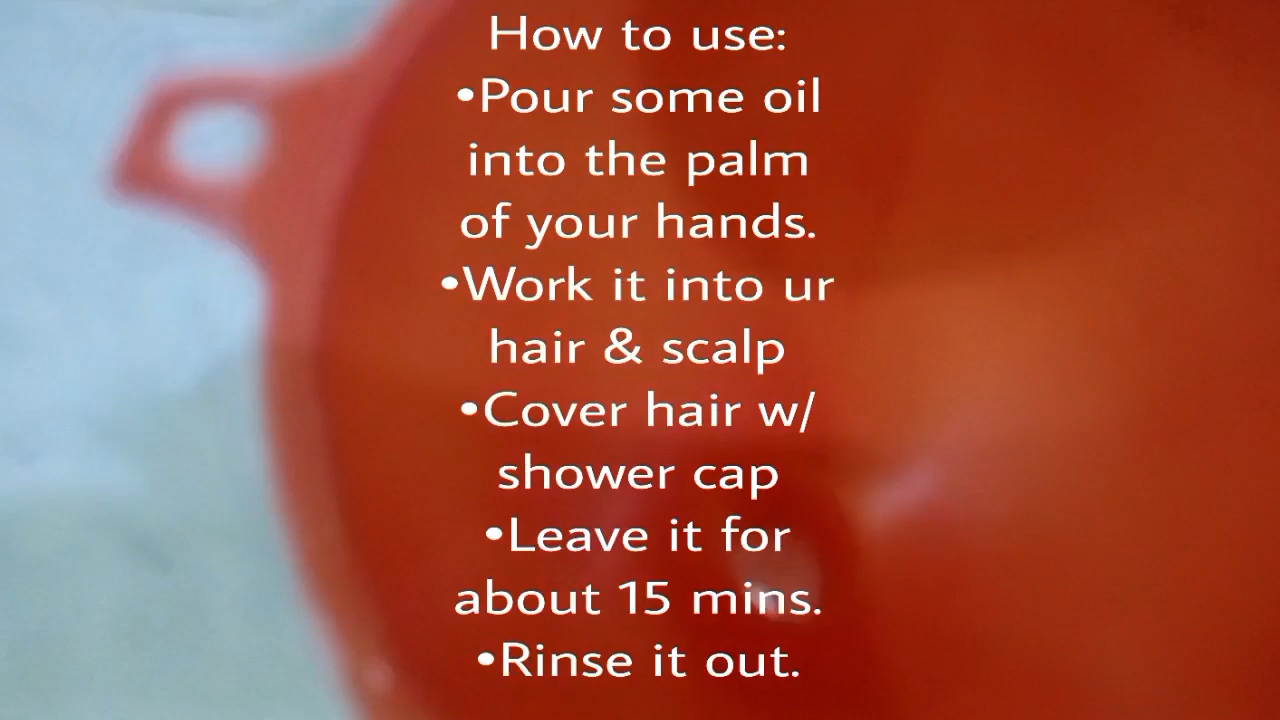 How to use:
•Pour some oil
into the palm
of your hands.
•Work it into ur
hair & scalp
•Cover hair w/
shower cap
•Leave it for
about 15 mins.
•Rinse it out.